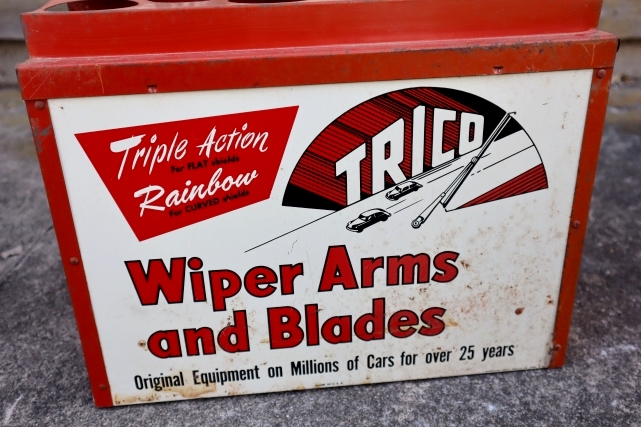 Triple Action
For FLAT shields
Rainbow
For CURVED shields
TRICO
Wiper Arms
and Blades
Original Equipment on Millions of Cars for over 25 years